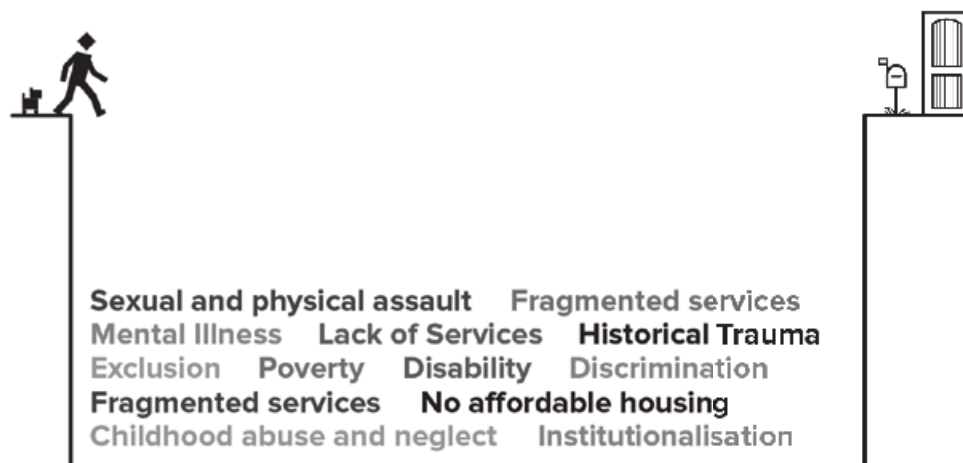 Sexual and physical assault Fragmented services
Mental Illness Lack of Services Historical Trauma
Exclusion Poverty Disability Discrimination
Fragmented services No affordable housing
Childhood abuse and neglect Institutionalisation